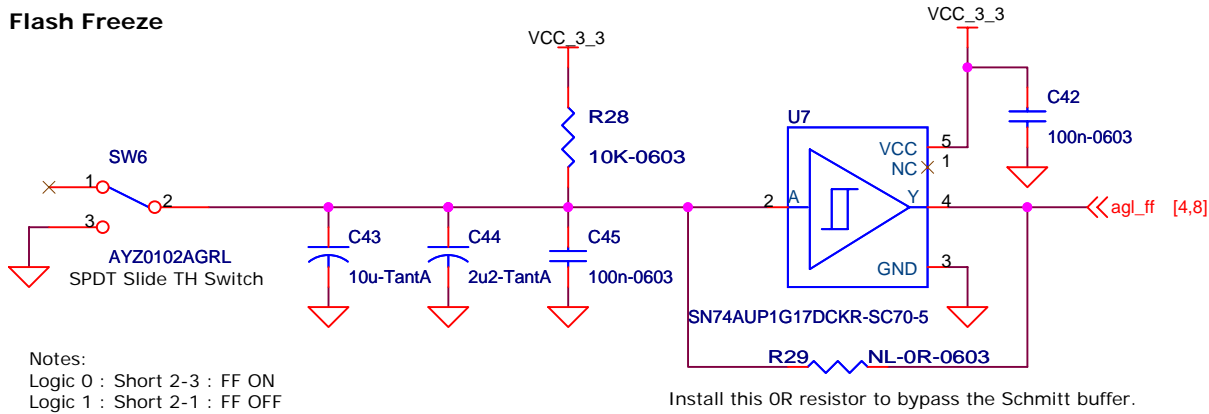 Flash Freeze
VCC_3_3
VCC_3_3
C42
100n-0603
U7
R28
10K-0603
VCC
5
NC
1
SW6
1
2
3
2
A
Y
4
agl_ff [4,8]
AYZ0102AGRL
SPDT Slide TH Switch
C43
10u-TantA
C44
2u2-TantA
C45
100n-0603
GND
3
SN74AUP1G17DCKR-SC70-5
R29
NL-0R-0603
Notes:
Logic 0 : Short 2-3 : FF ON
Logic 1 : Short 2-1 : FF OFF
Install this 0R resistor to bypass the Schmitt buffer.